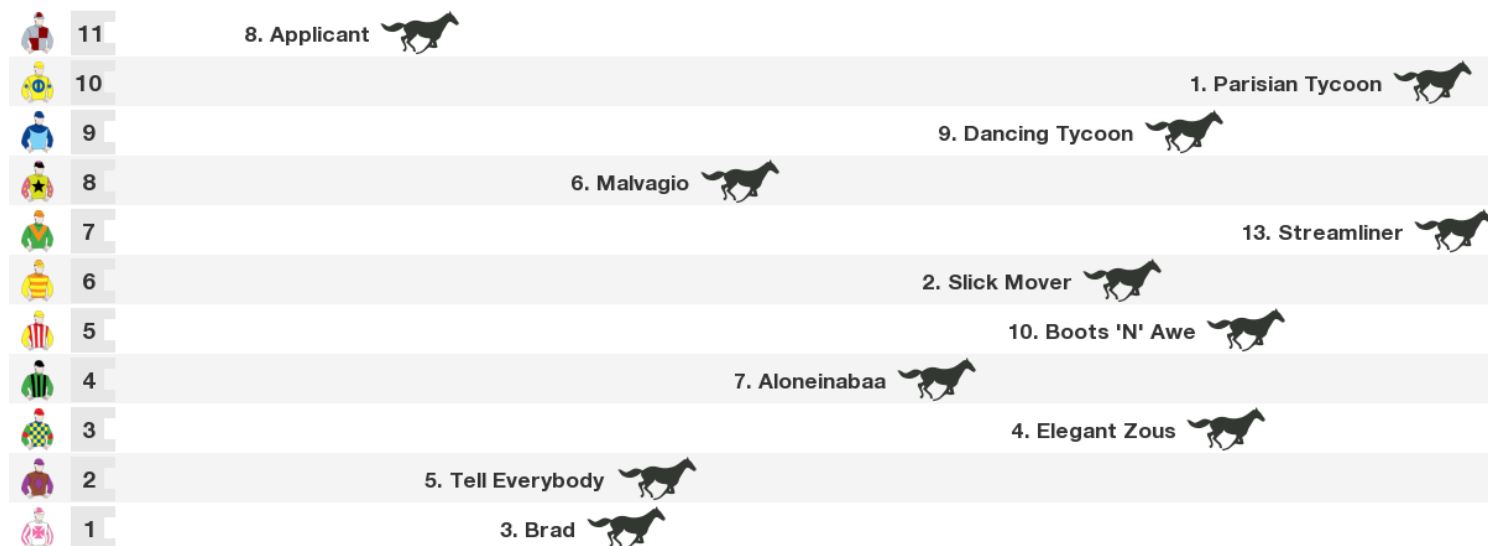 11 8. Applicant
10 1. Parisian Tycoon
9 9. Dancing Tycoon
8 6. Malvagio
7 13. Streamliner
6 2. Slick Mover
5 10. Boots 'N' Awe
4 7. Aloneinabaa
3 4. Elegant Zous
2 5. Tell Everybody
1 3. Brad